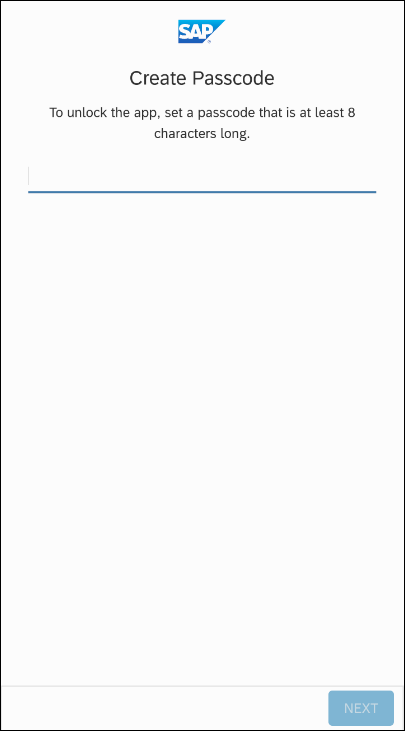 SAP
Create Passcode
To unlock the app, set a passcode that is at least 8
characters long.
NEXT